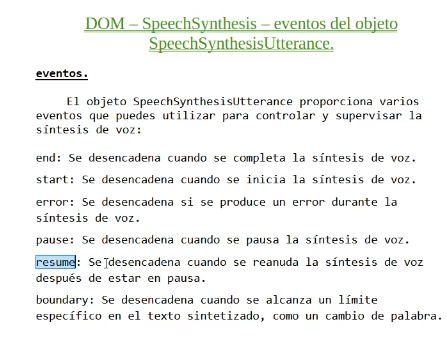 DOM – SpeechSynthesis – eventos del objeto
SpeechSynthesisUtterance.
eventos.
El objeto SpeechSynthesisUtterance proporciona varios
eventos que puedes utilizar para controlar y supervisar la
síntesis de voz:
end: Se desencadena cuando se completa la síntesis de voz.
start: Se desencadena cuando se inicia la síntesis de voz.
error: Se desencadena si se produce un error durante la
síntesis de voz.
pause: Se desencadena cuando se pausa la síntesis de voz.
resume: Se desencadena cuando se reanuda la síntesis de voz
después de estar en pausa.
boundary: Se desencadena cuando se alcanza un límite
específico en el texto sintetizado, como un cambio de palabra.